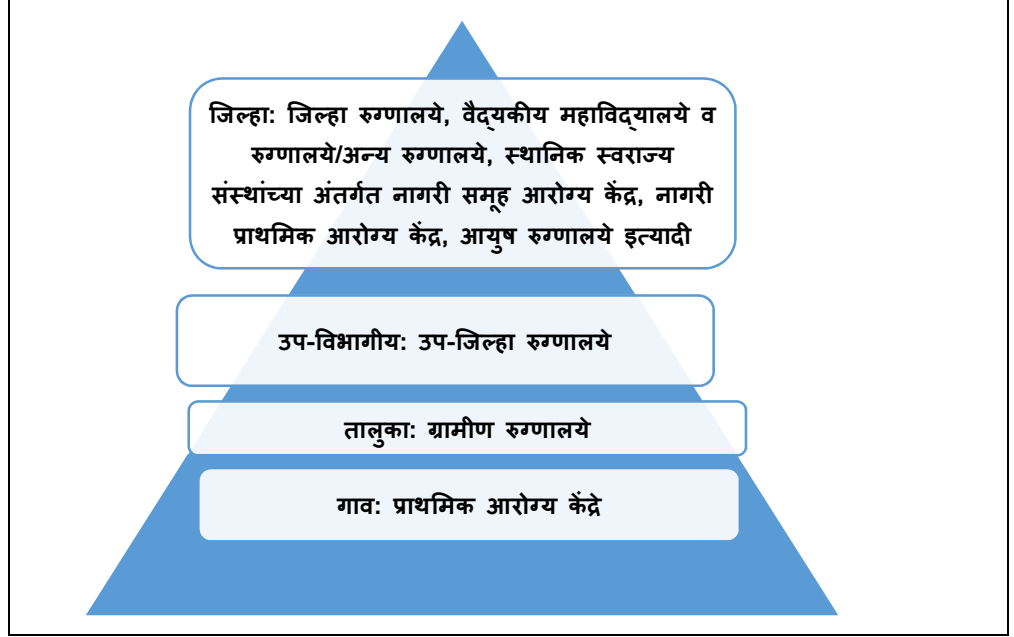 जिल्हा: जिल्हा रुग्णालये, वैद्यकीय महाविद्यालये व
रुग्णालये/अन्य रुग्णालये, स्थानिक स्वराज्य
संस्थांच्या अंतर्गत नागरी समूह आरोग्य केंद्र, नागरी
प्राथमिक आरोग्य केंद्र, आयुष रुग्णालये इत्यादी
उप-विभागीय: उप-जिल्हा रुग्णालये
तालुका: ग्रामीण रुग्णालये
गाव: प्राथमिक आरोग्य केंद्रे